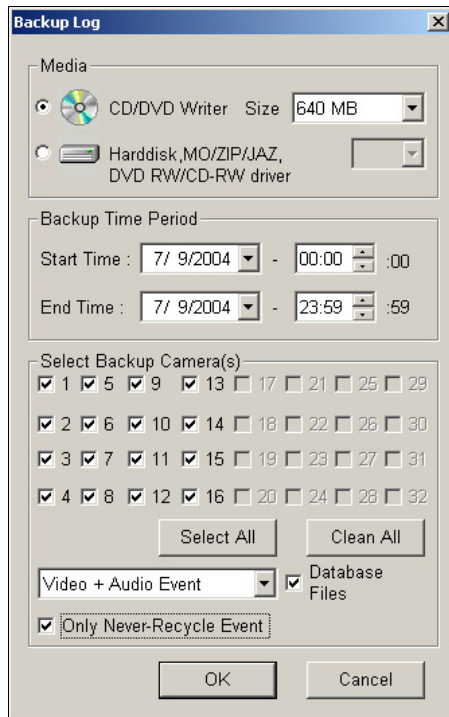 Backup Log
Media
CD/DVD Writer Size 640 MB
Harddisk,MO/ZIP/JAZ,
DVD RW/CD-RW driver
Backup Time Period
Start Time : 7/ 9/2004 - 00:00 :00
End Time : 7/ 9/2004 - 23:59 :59
Select Backup Camera(s)
1 5 9 13 17 21 25 29
2 6 10 14 18 22 26 30
3 7 11 15 19 23 27 31
4 8 12 16 20 24 28 32
Select All Clean All
Video + Audio Event Database
Files
Only Never-Recycle Event
OK Cancel